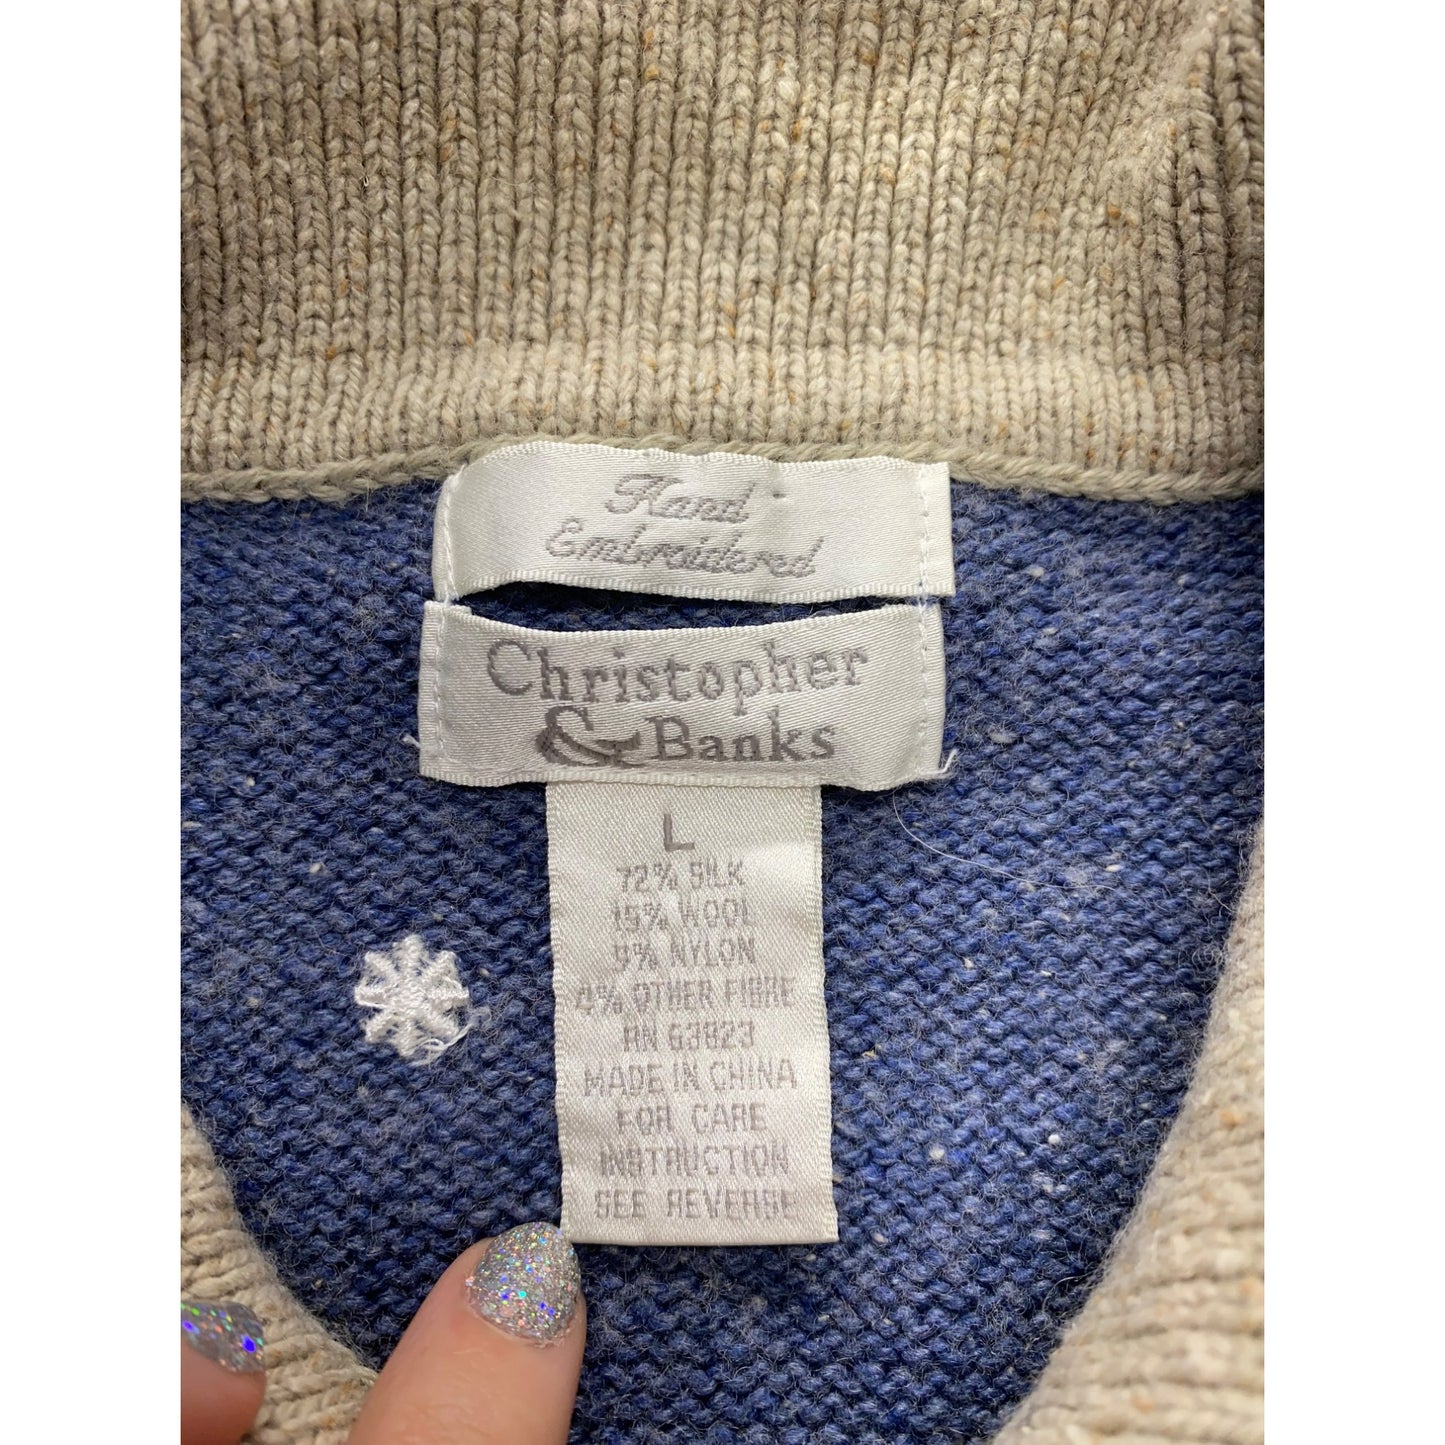 Hand
Embroidered
Christopher
& Banks
L
72% SILK
15% WOOL
9% NYLON
4% OTHER FIBRE
RN 63823
MADE IN CHINA
FOR CARE
INSTRUCTION
SEE REVERSE